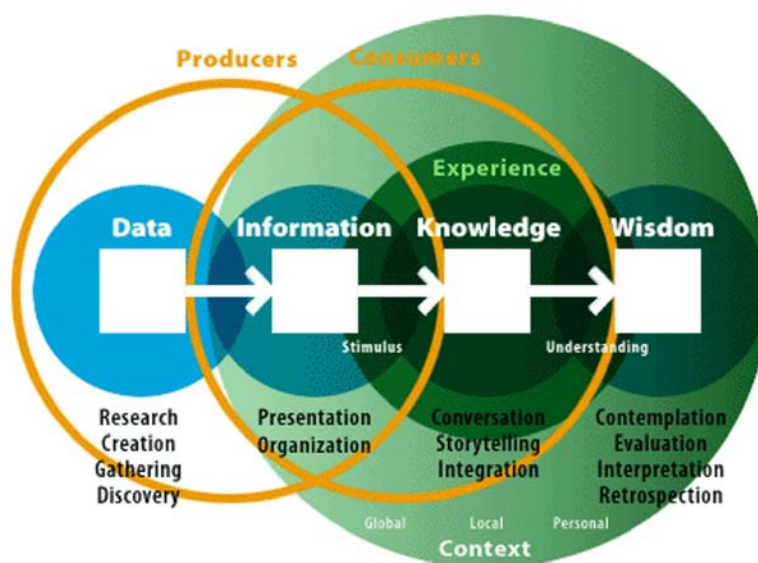 Producers
Consumers
Experience
Data
Information
Knowledge
Wisdom
Stimulus
Understanding
Research
Creation
Gathering
Discovery
Presentation
Organization
Conversation
Storytelling
Integration
Contemplation
Evaluation
Interpretation
Retrospection
Global
Local
Personal
Context